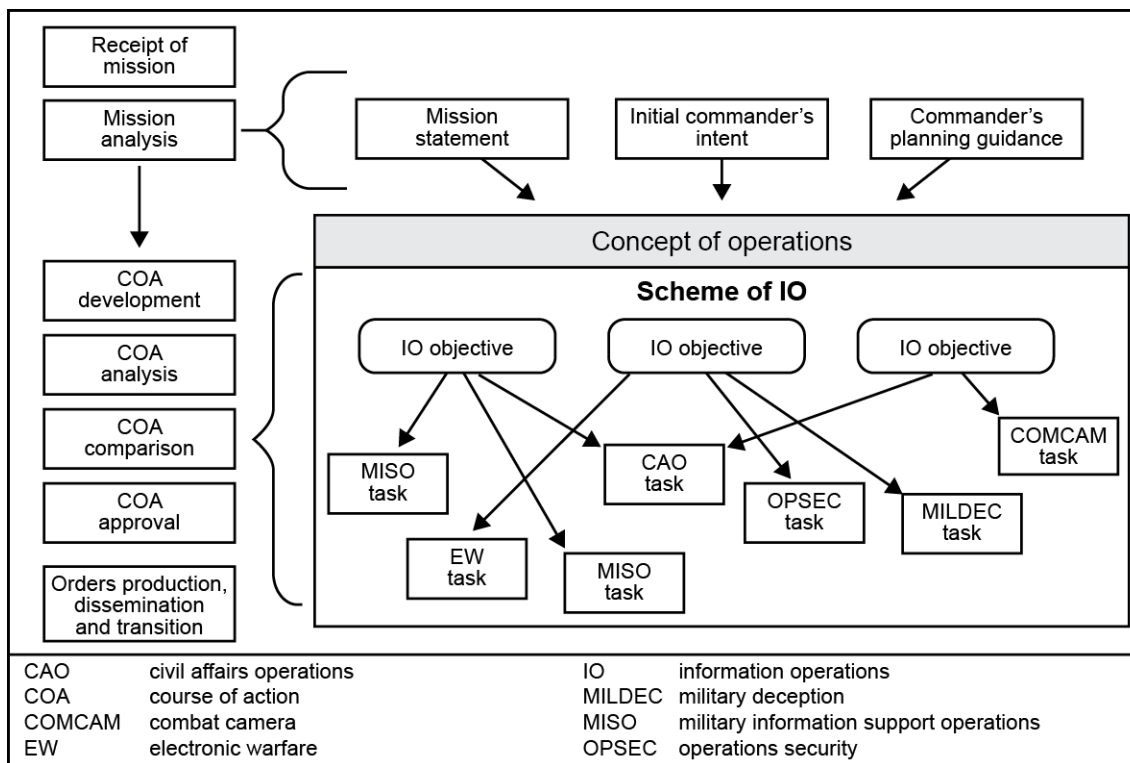 Receipt of
mission
Mission
analysis
Mission
statement
Initial commander’s
intent
Commander’s
planning guidance
Concept of operations
Scheme of IO
COA
development
COA
analysis
COA
comparison
COA
approval
Orders production,
dissemination
and transition
IO objective
IO objective
IO objective
MISO
task
CAO
task
COMCAM
task
OPSEC
task
MILDEC
task
EW
task
MISO
task
CAO civil affairs operations
COA course of action
COMCAM combat camera
EW electronic warfare
IO information operations
MILDEC military deception
MISO military information support operations
OPSEC operations security